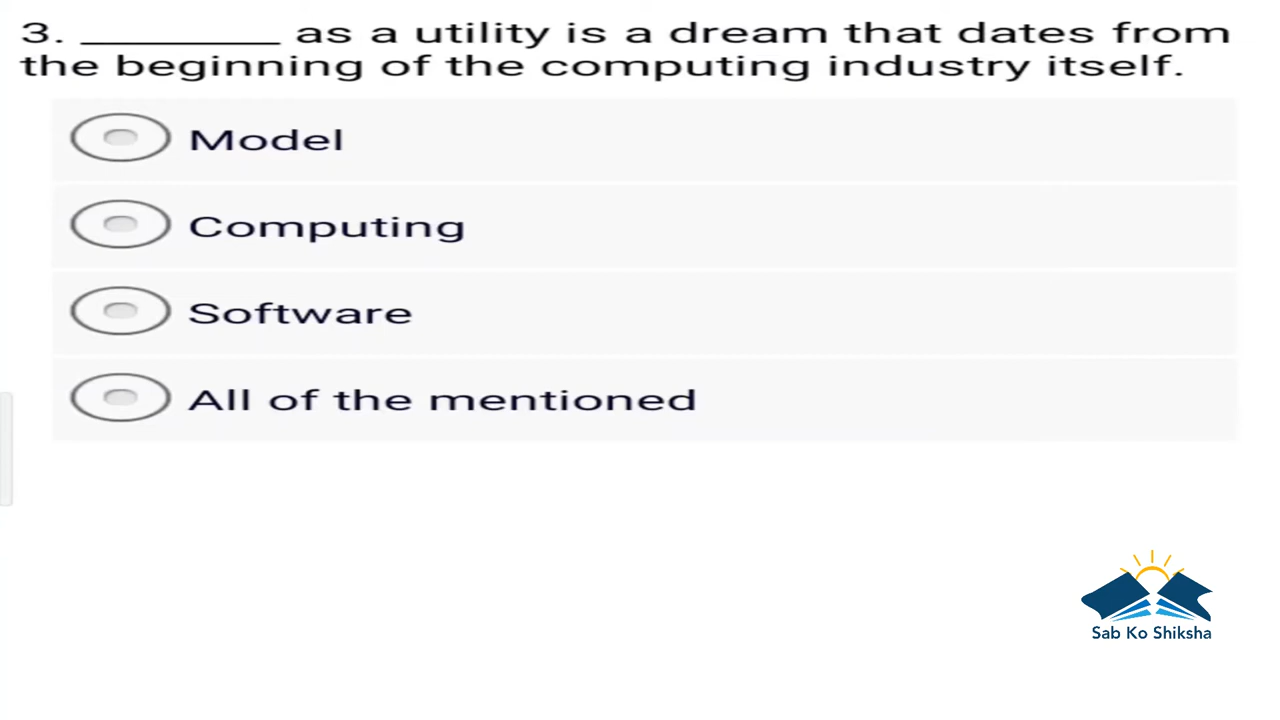 3. ________ as a utility is a dream that dates from
the beginning of the computing industry itself.
Model
Computing
Software
All of the mentioned
Sab Ko Shiksha